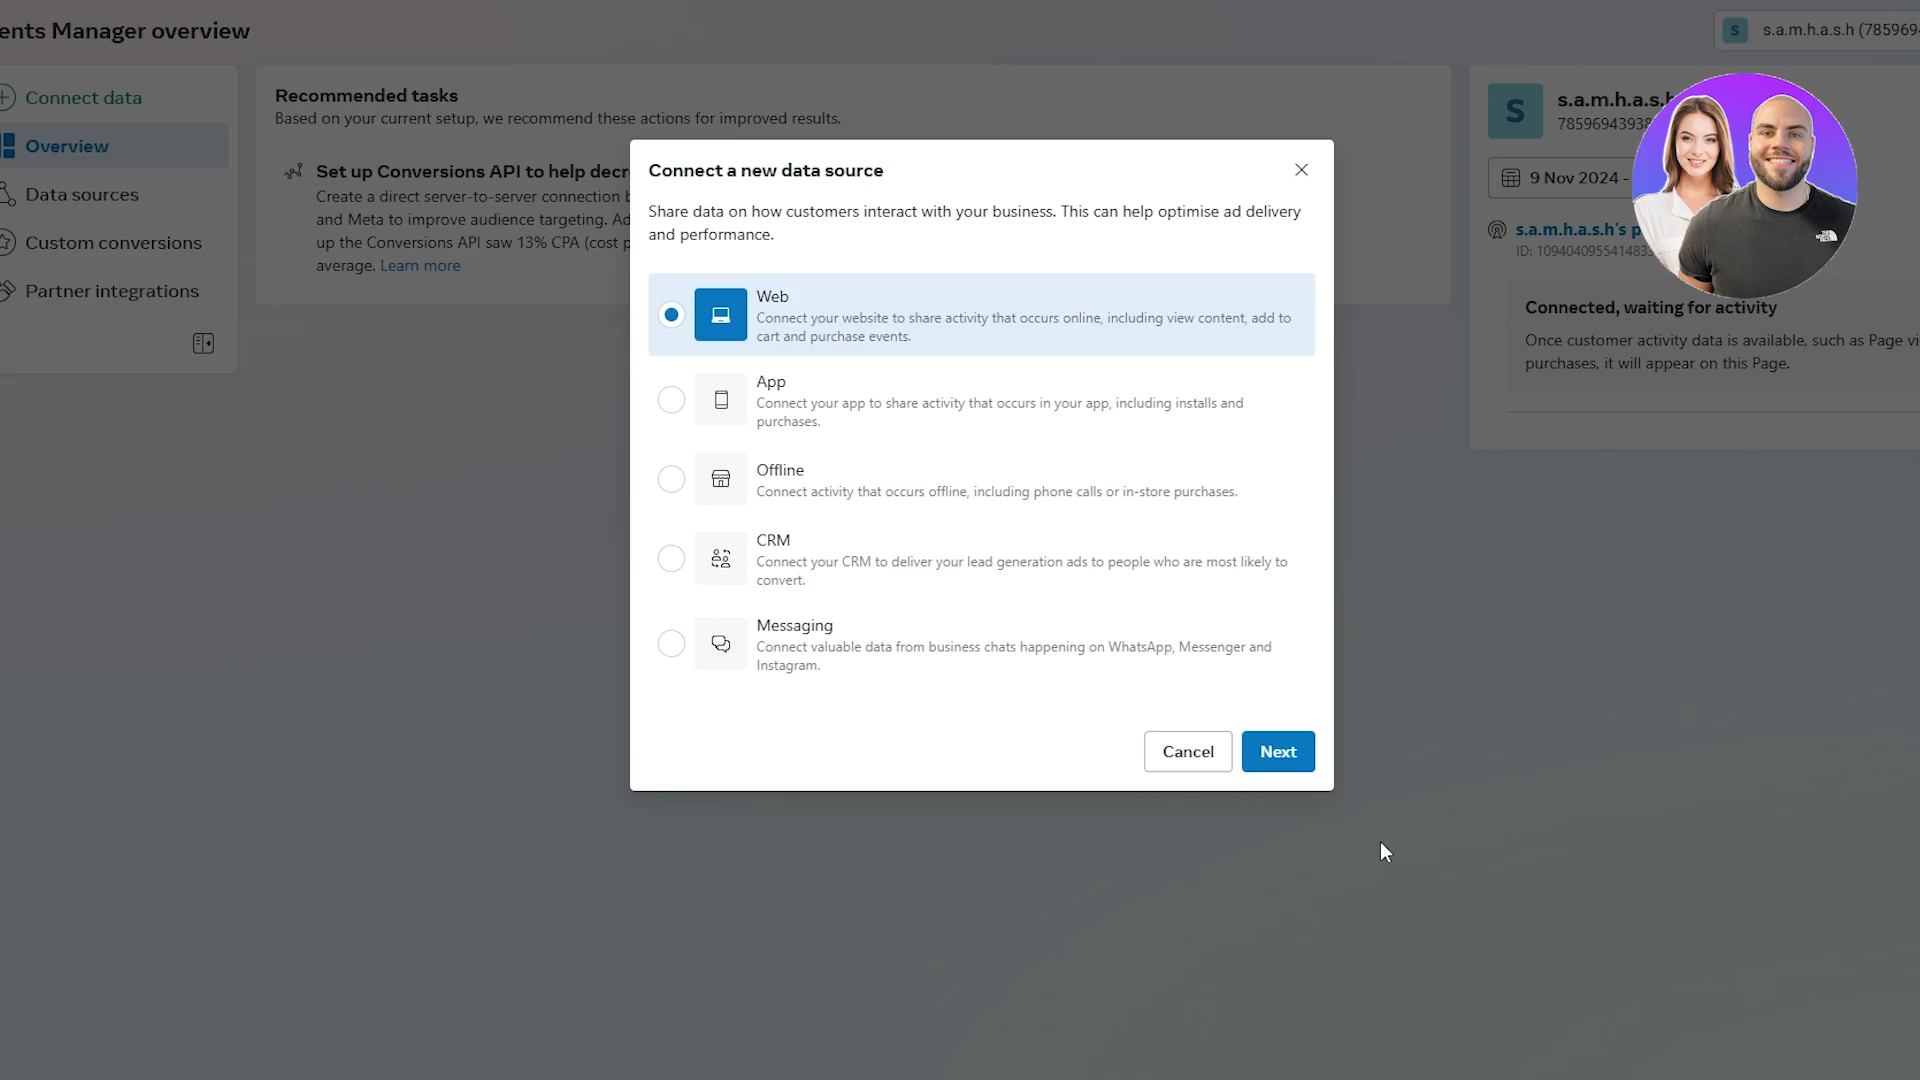 ents Manager overview
S s.a.m.h.a.s.h (785969
Connect data
Overview
Data sources
Custom conversions
Partner integrations
Recommended tasks
Based on your current setup, we recommend these actions for improved results.
Set up Conversions API to help decr
Create a direct server-to-server connection b
and Meta to improve audience targeting. Ad
up the Conversions API saw 13% CPA (cost p
average. Learn more
Connect a new data source
Share data on how customers interact with your business. This can help optimise ad delivery
and performance.
Web
Connect your website to share activity that occurs online, including view content, add to
cart and purchase events.
App
Connect your app to share activity that occurs in your app, including installs and
purchases.
Offline
Connect activity that occurs offline, including phone calls or in-store purchases.
CRM
Connect your CRM to deliver your lead generation ads to people who are most likely to
convert.
Messaging
Connect valuable data from business chats happening on WhatsApp, Messenger and
Instagram.
Cancel
Next
S
s.a.m.h.a.s.h
78596943938
9 Nov 2024 -
s.a.m.h.a.s.h's p
ID: 109404095541483
Connected, waiting for activity
Once customer activity data is available, such as Page vi
purchases, it will appear on this Page.